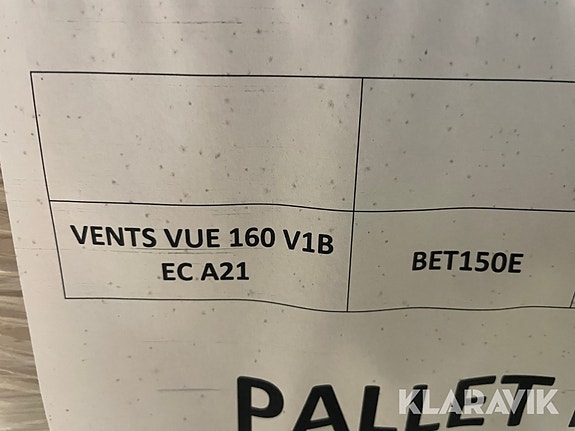 VENTS VUE 160 V1B
EC A21
BET150E
PALLET
KLARAVIK